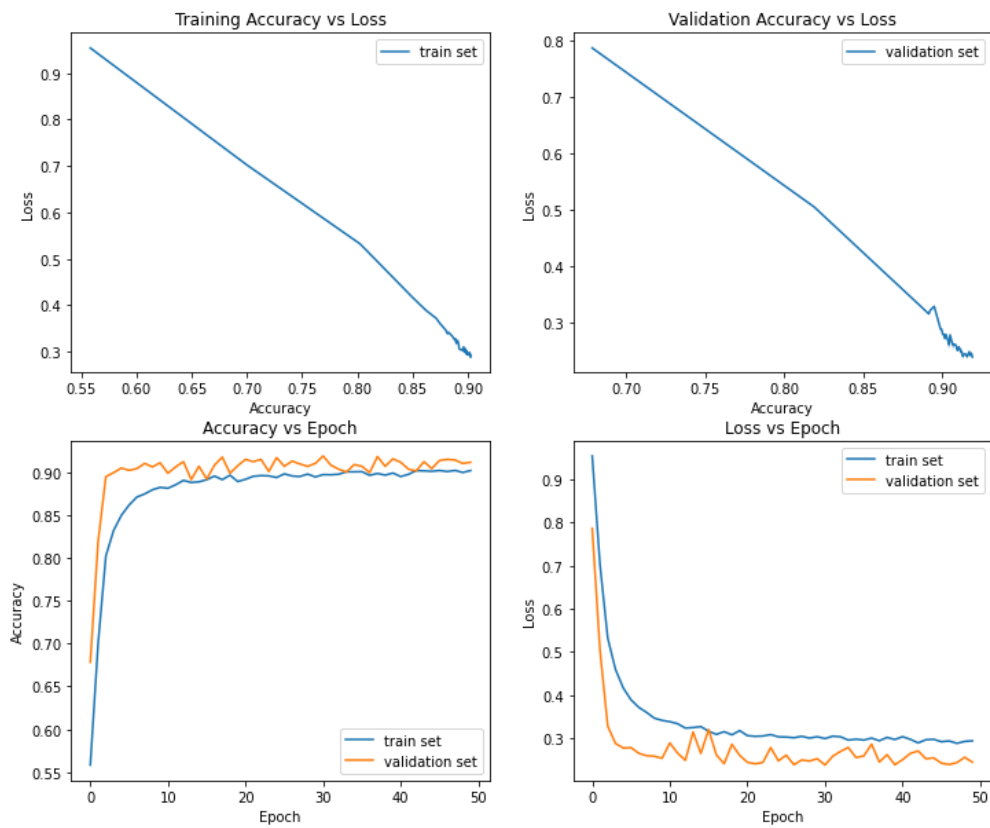 Training Accuracy vs Loss
train set
0.9
0.8
0.7
0.6
0.5
0.4
0.3
Loss
0.55 0.60 0.65 0.70 0.75 0.80 0.85 0.90
Accuracy
Validation Accuracy vs Loss
validation set
0.8
0.7
0.6
0.5
0.4
0.3
Loss
0.70 0.75 0.80 0.85 0.90
Accuracy
Accuracy vs Epoch
0.90
0.85
0.80
0.75
0.70
0.65
0.60
0.55
Accuracy
train set
validation set
0 10 20 30 40 50
Epoch
Loss vs Epoch
train set
validation set
0.9
0.8
0.7
0.6
0.5
0.4
0.3
Loss
0 10 20 30 40 50
Epoch